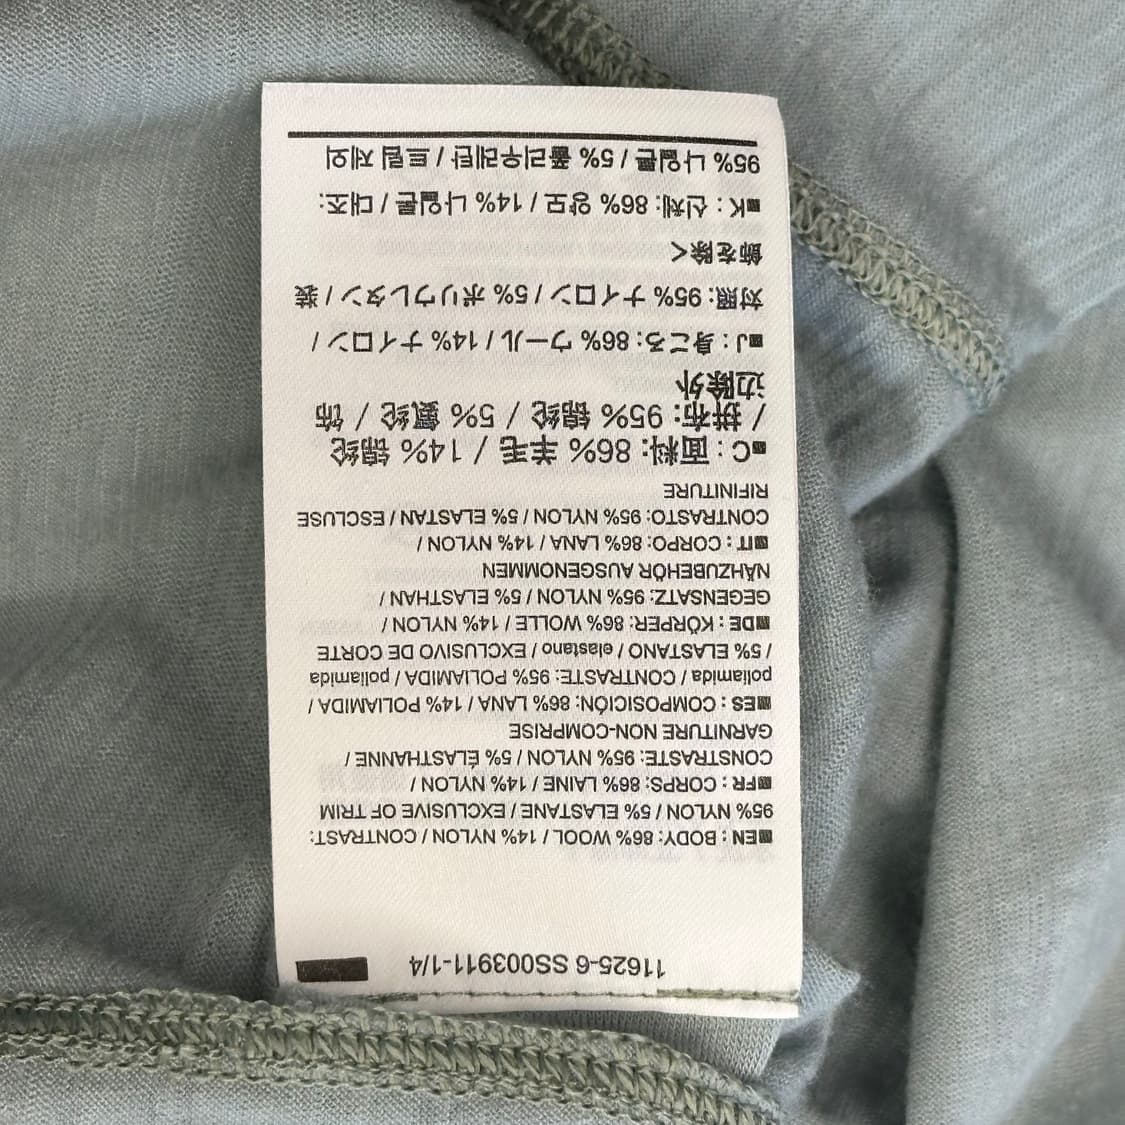 11625-6 SS003911-1/4
■EN : BODY: 86% WOOL / 14% NYLON / CONTRAST:
95% NYLON / 5% ELASTANE / EXCLUSIVE OF TRIM
■FR : CORPS: 86% LAINE / 14% NYLON /
CONSTRASTE: 95% NYLON / 5% ÉLASTHANNE /
GARNITURE NON-COMPRISE
■ES : COMPOSICIÓN: 86% LANA / 14% POLIAMIDA /
poliamida / CONTRASTE: 95% POLIAMIDA / poliamida
/ 5% ELASTANO / elastano / EXCLUSIVO DE CORTE
■DE : KÖRPER: 86% WOLLE / 14% NYLON /
GEGENSATZ: 95% NYLON / 5% ELASTHAN /
NÄHZUBEHÖR AUSGENOMMEN
■IT : CORPO: 86% LANA / 14% NYLON /
CONTRASTO: 95% NYLON / 5% ELASTAN / ESCLUSE
RIFINITURE
■C : 面料: 86% 羊毛 / 14% 锦纶
/ 拼布: 95% 锦纶 / 5% 氨纶 / 饰
边除外
■J : 身ごろ: 86% ウール / 14% ナイロン /
対照: 95% ナイロン / 5% ポリウレタン / 装
飾を除く
■K : 신체: 86% 양모 / 14% 나일론 / 대조:
95% 나일론 / 5% 폴리우레탄 / 트림 제외